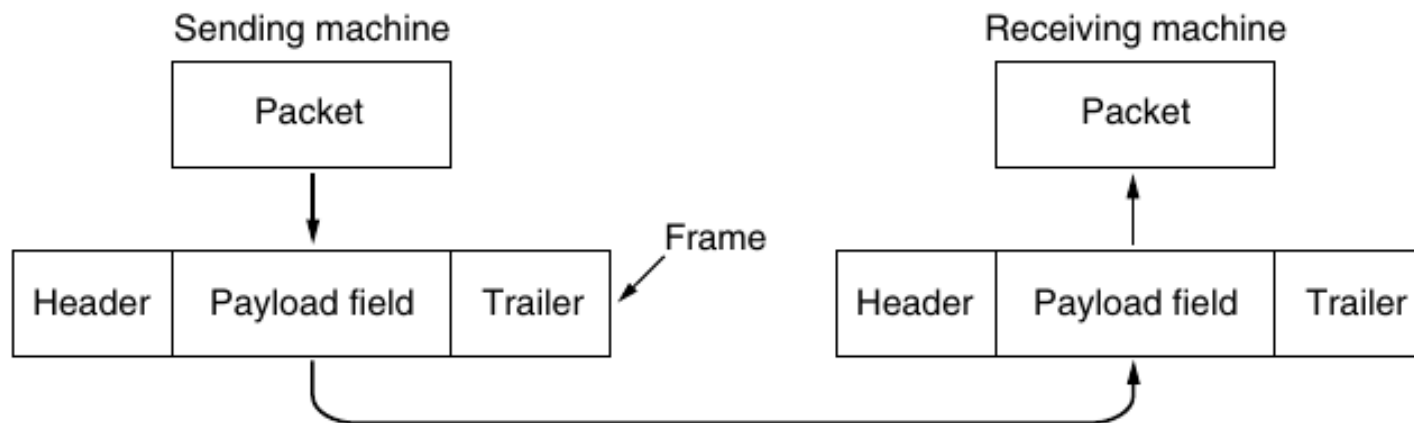 Sending machine
Receiving machine
Packet
Packet
Frame
Header
Payload field
Trailer
Header
Payload field
Trailer